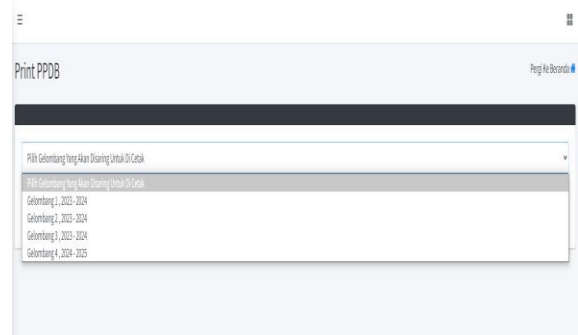 Print PPDB
Pergi Ke Beranda
Pilih Gelombang Yang Akan Disaring Untuk Di Cetak
Pilih Gelombang Yang Akan Disaring Untuk Di Cetak
Gelombang 1, 2023 - 2024
Gelombang 2, 2023 - 2024
Gelombang 3, 2023 - 2024
Gelombang 4, 2024 - 2025